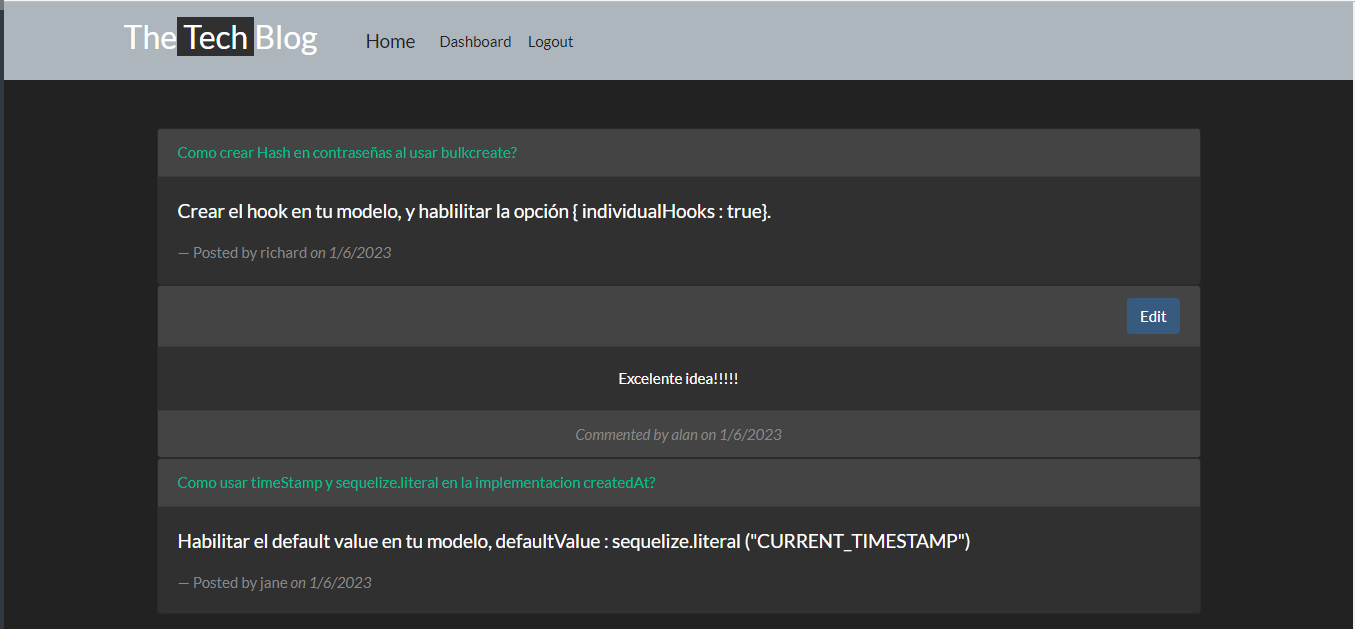 The Tech Blog Home Dashboard Logout
Como crear Hash en contraseñas al usar bulkcreate?
Crear el hook en tu modelo, y hablilitar la opción { individualHooks : true}.
— Posted by richard on 1/6/2023
Edit
Excelente idea!!!!!
Commented by alan on 1/6/2023
Como usar timeStamp y sequelize.literal en la implementacion createdAt?
Habilitar el default value en tu modelo, defaultValue : sequelize.literal ("CURRENT_TIMESTAMP")
— Posted by jane on 1/6/2023